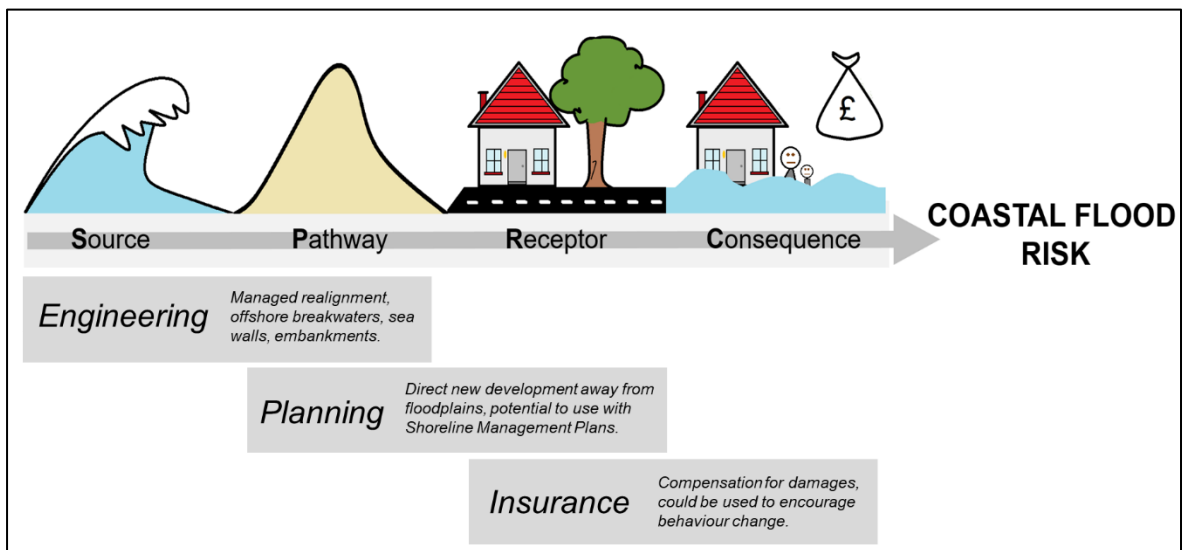 £
Source Pathway Receptor Consequence
COASTAL FLOOD
RISK
Engineering
Managed realignment,
offshore breakwaters, sea
walls, embankments.
Planning
Direct new development away from
floodplains, potential to use with
Shoreline Management Plans.
Insurance
Compensation for damages,
could be used to encourage
behaviour change.